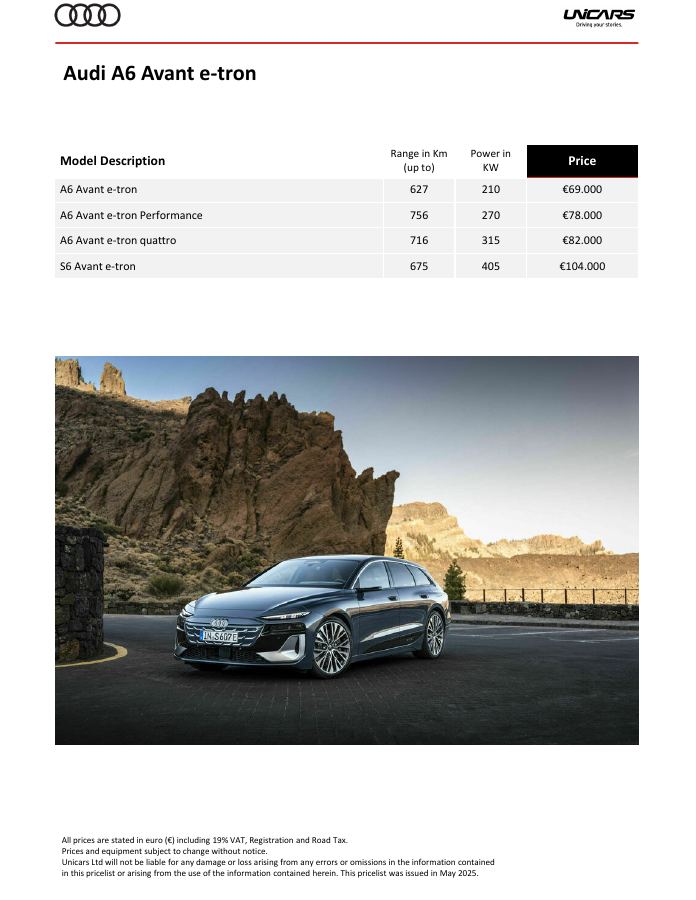 UNICARS
Driving your stories.
Audi A6 Avant e-tron
Model Description Range in Km (up to) Power in KW Price
A6 Avant e-tron 627 210 €69.000
A6 Avant e-tron Performance 756 270 €78.000
A6 Avant e-tron quattro 716 315 €82.000
S6 Avant e-tron 675 405 €104.000
All prices are stated in euro (€) including 19% VAT, Registration and Road Tax.
Prices and equipment subject to change without notice.
Unicars Ltd will not be liable for any damage or loss arising from any errors or omissions in the information contained
in this pricelist or arising from the use of the information contained herein. This pricelist was issued in May 2025.